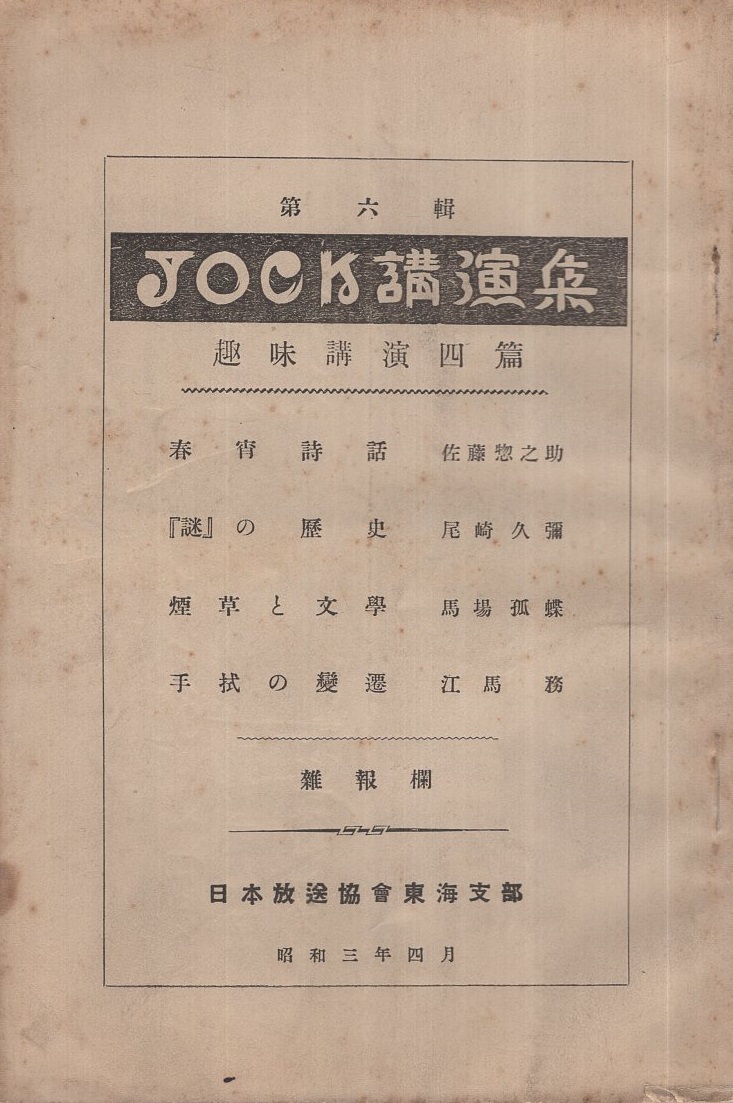 第六輯
JOCK講演集
趣味講演四篇
春宵詩話 佐藤惣之助
『謎』の歴史 尾崎久彌
煙草と文學 馬場孤蝶
手拭の變遷 江馬務
雜報欄
日本放送協會東海支部
昭和三年四月